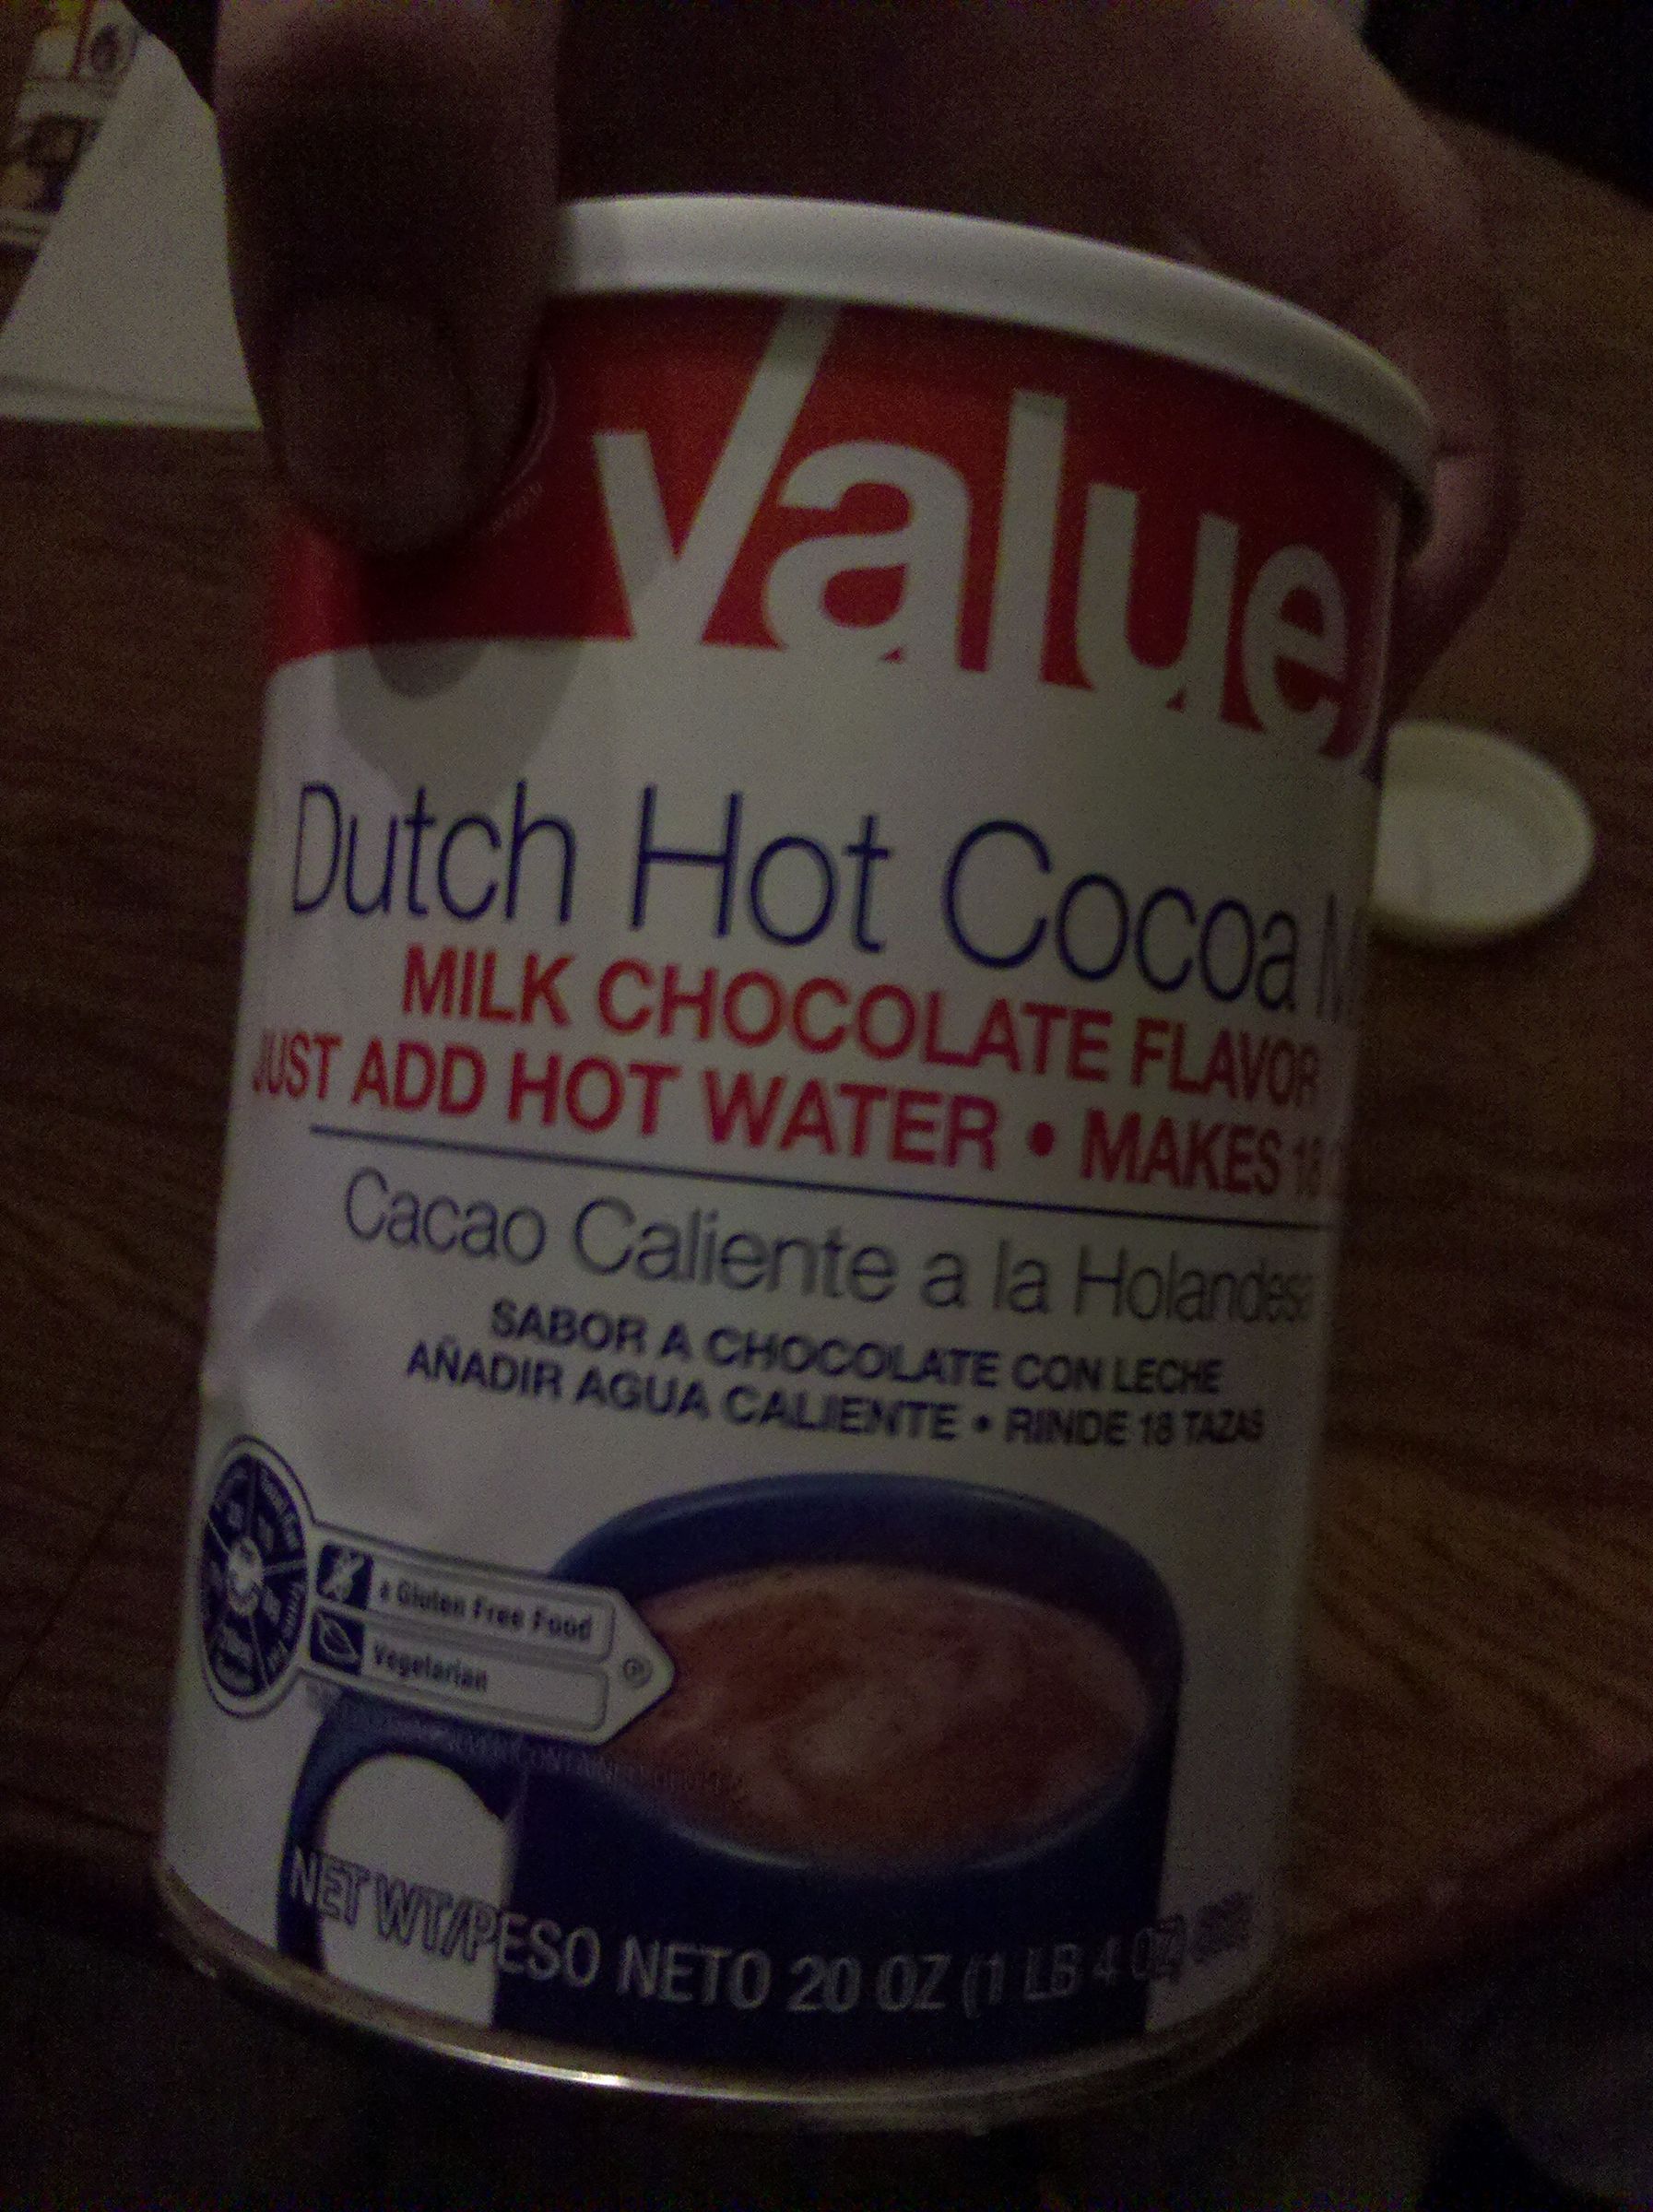 Value
Dutch Hot Cocoa
MILK CHOCOLATE FLAVOR
JUST ADD HOT WATER • MAKES 18
Cacao Caliente a la Holandesa
SABOR A CHOCOLATE CON LECHE
AÑADIR AGUA CALIENTE • RINDE 18 TAZAS
a Gluten Free Food
Vegetarian
NET WT/PESO NETO 20 OZ (1 LB 4 OZ)